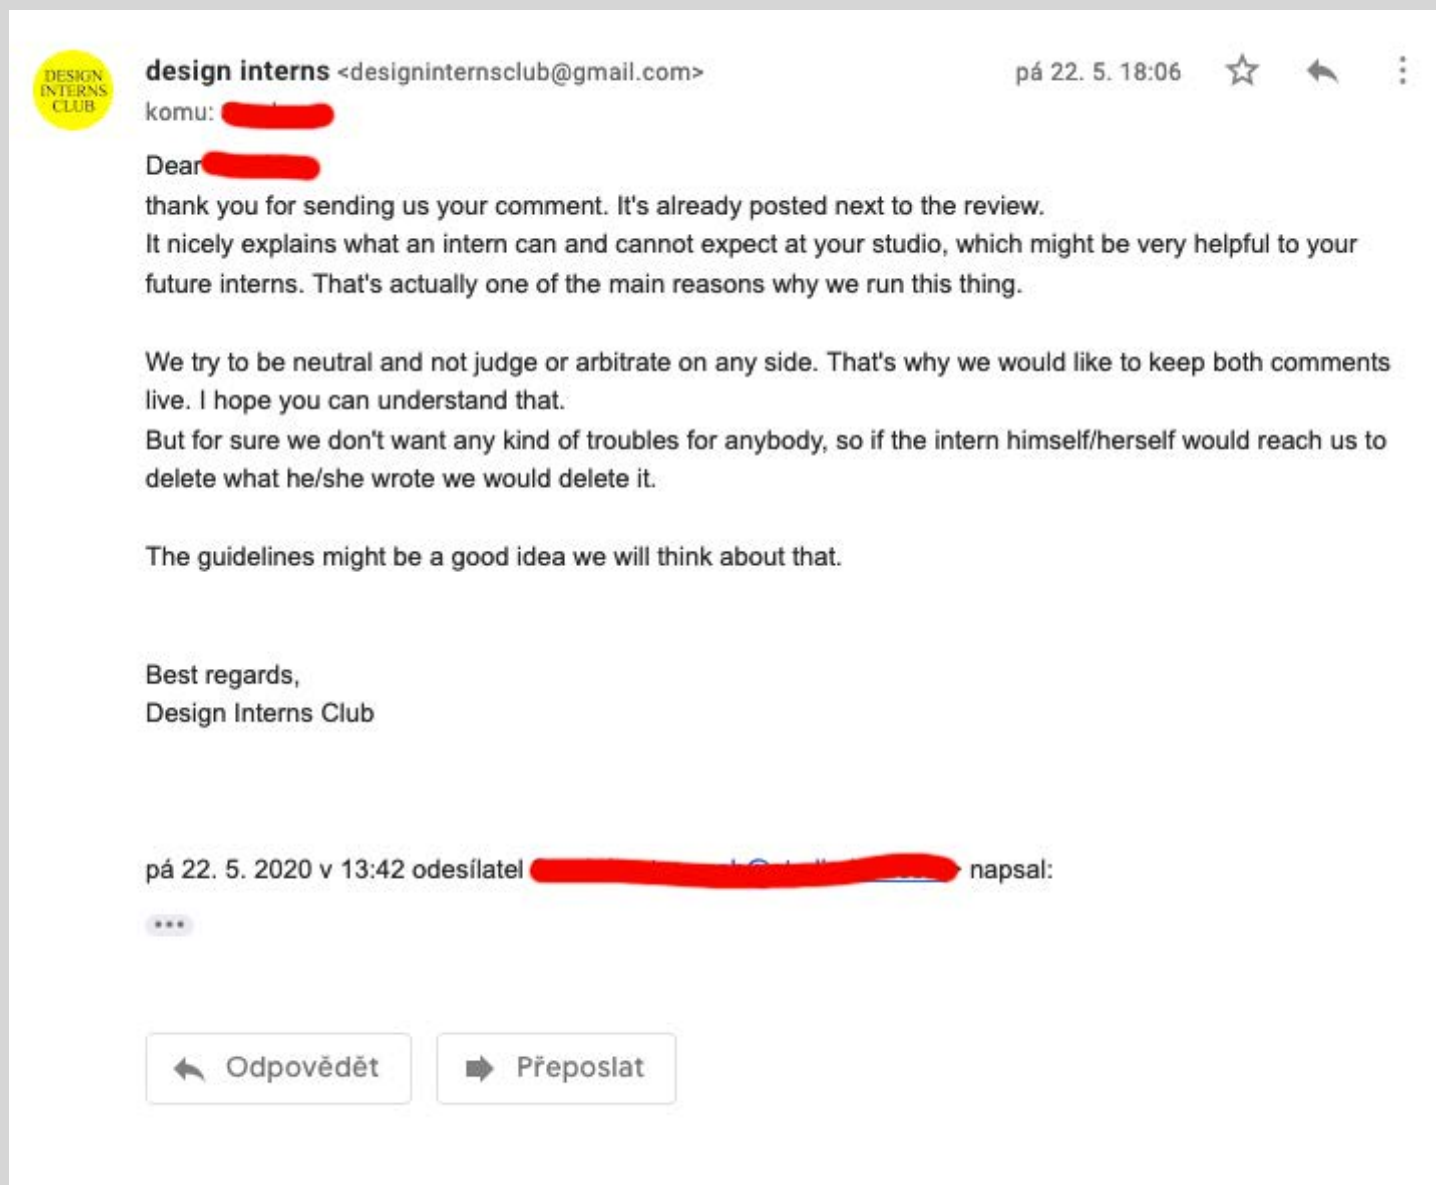 DESIGN
INTERNS
CLUB
design interns <designinternsclub@gmail.com>
pá 22. 5. 18:06
komu:
Dear
thank you for sending us your comment. It's already posted next to the review.
It nicely explains what an intern can and cannot expect at your studio, which might be very helpful to your
future interns. That's actually one of the main reasons why we run this thing.
We try to be neutral and not judge or arbitrate on any side. That's why we would like to keep both comments
live. I hope you can understand that.
But for sure we don't want any kind of troubles for anybody, so if the intern himself/herself would reach us to
delete what he/she wrote we would delete it.
The guidelines might be a good idea we will think about that.
Best regards,
Design Interns Club
pá 22. 5. 2020 v 13:42 odesílatel napsal:
Odpovědět
Přeposlat